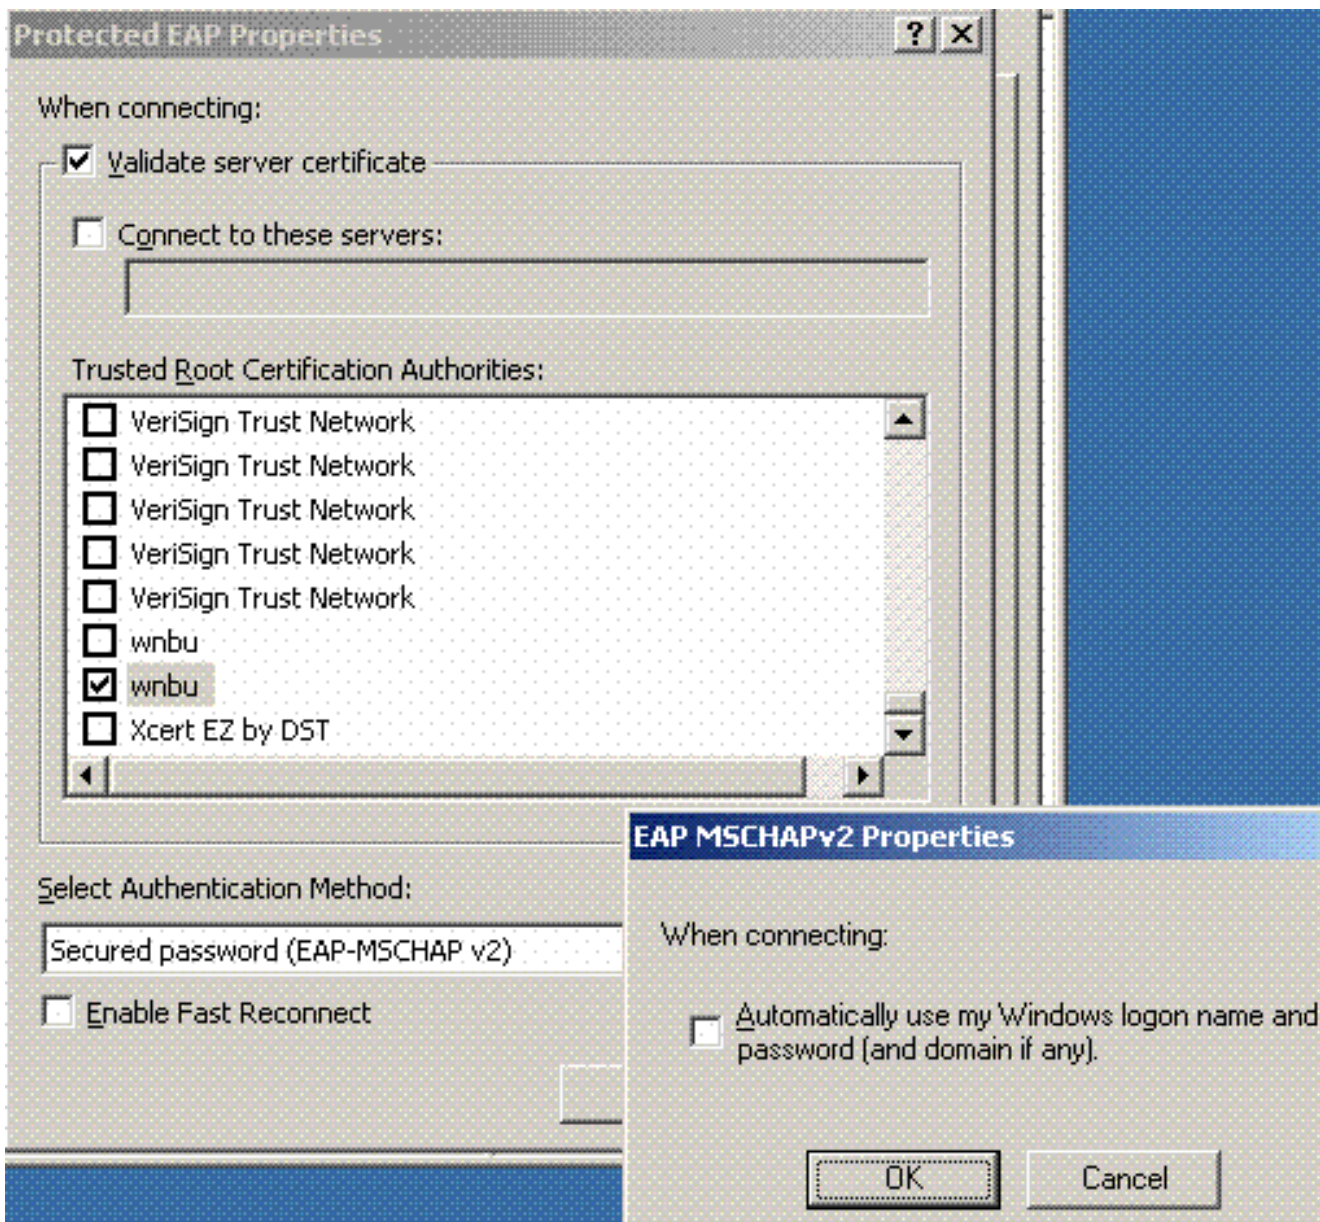 Protected EAP Properties
When connecting:
Validate server certificate
Connect to these servers:
Trusted Root Certification Authorities:
VeriSign Trust Network
VeriSign Trust Network
VeriSign Trust Network
VeriSign Trust Network
VeriSign Trust Network
wnbu
wnbu
Xcert EZ by DST
Select Authentication Method:
Secured password (EAP-MSCHAP v2)
Enable Fast Reconnect
EAP MSCHAPv2 Properties
When connecting:
Automatically use my Windows logon name and
password (and domain if any).
OK
Cancel